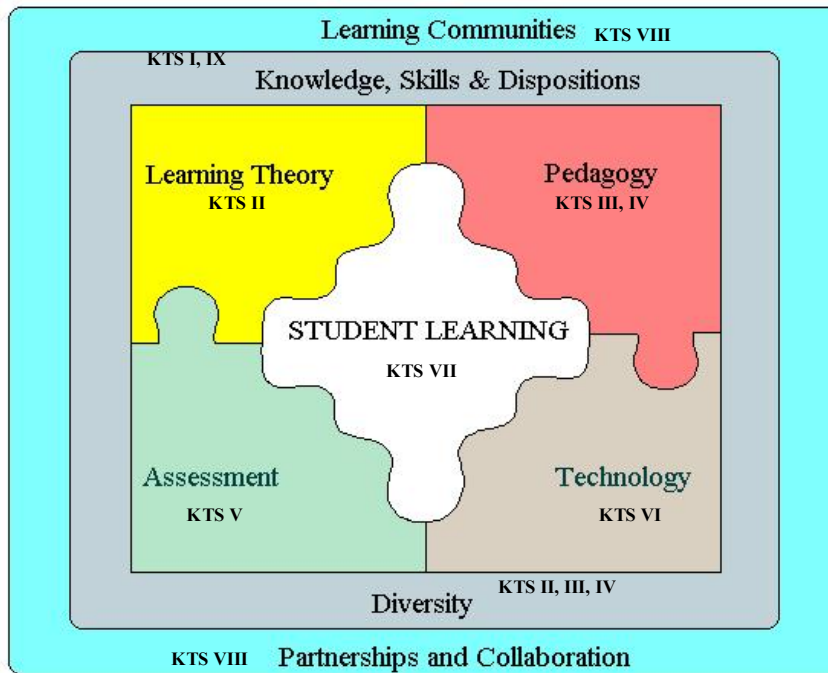 Learning Communities KTS VIII
KTS I, IX
Knowledge, Skills & Dispositions
Learning Theory
KTS II
Pedagogy
KTS III, IV
STUDENT LEARNING
KTS VII
Assessment
KTS V
Technology
KTS VI
KTS II, III, IV
Diversity
KTS VIII Partnerships and Collaboration